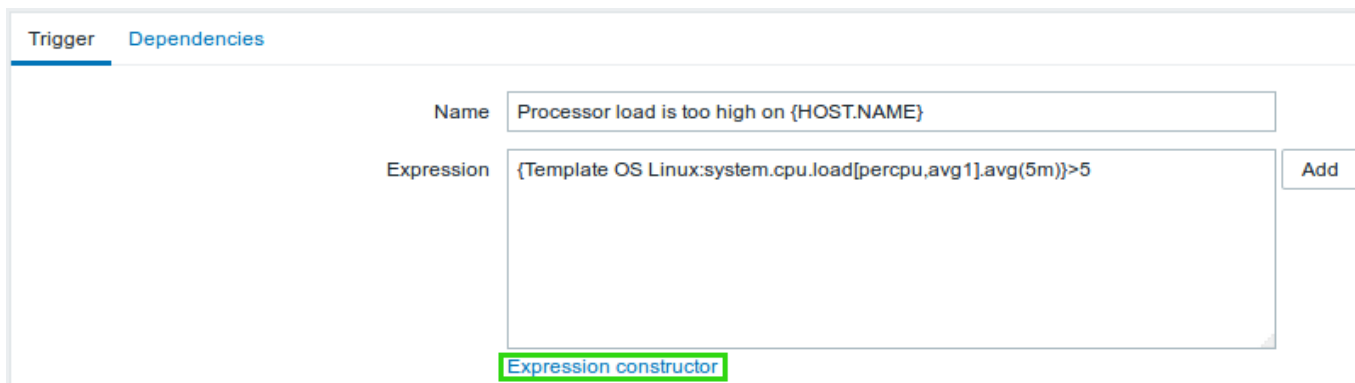 Trigger Dependencies
Name Processor load is too high on {HOST.NAME}
Expression {Template OS Linux:system.cpu.load[percpu,avg1].avg(5m)}>5 Add
Expression constructor